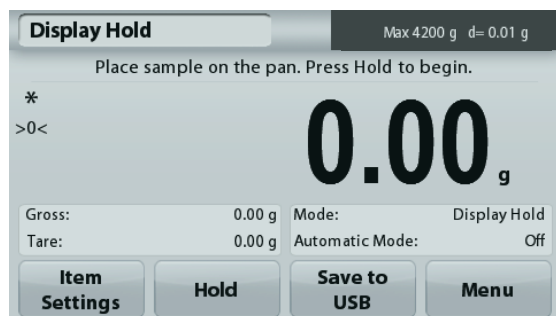 Display Hold
Max 4200 g d= 0.01 g
Place sample on the pan. Press Hold to begin.
*
>0<
0.00 g
Gross: 0.00 g
Mode: Display Hold
Tare: 0.00 g
Automatic Mode: Off
Item Settings
Hold
Save to USB
Menu